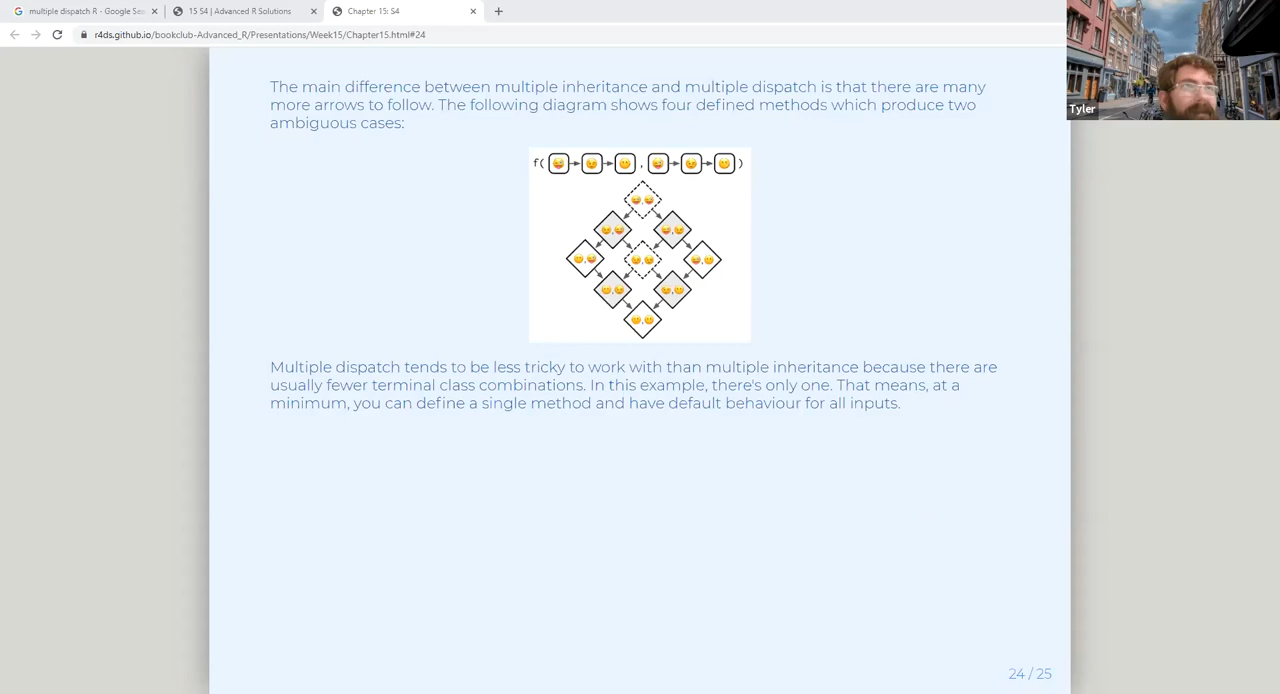 multiple dispatch R - Google Sea
15 S4 | Advanced R Solutions
Chapter 15: S4
r4ds.github.io/bookclub-Advanced_R/Presentations/Week15/Chapter15.html#24
Tyler
The main difference between multiple inheritance and multiple dispatch is that there are many
more arrows to follow. The following diagram shows four defined methods which produce two
ambiguous cases:
f( , )
Multiple dispatch tends to be less tricky to work with than multiple inheritance because there are
usually fewer terminal class combinations. In this example, there's only one. That means, at a
minimum, you can define a single method and have default behaviour for all inputs.
24 / 25